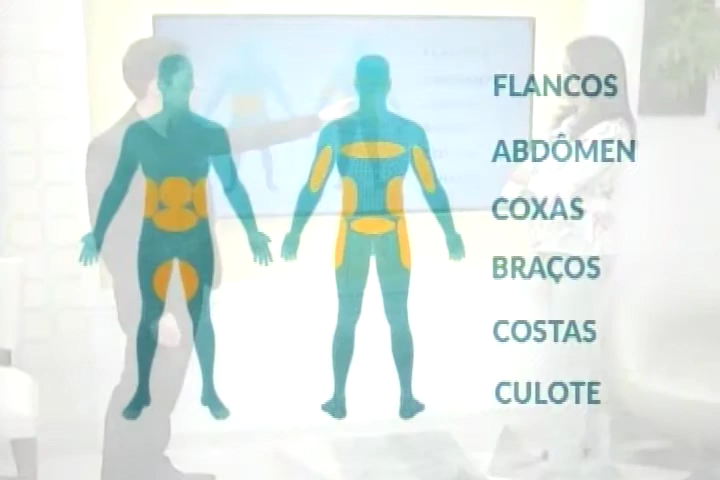 FLANCOS
ABDÔMEN
COXAS
BRAÇOS
COSTAS
CULOTE